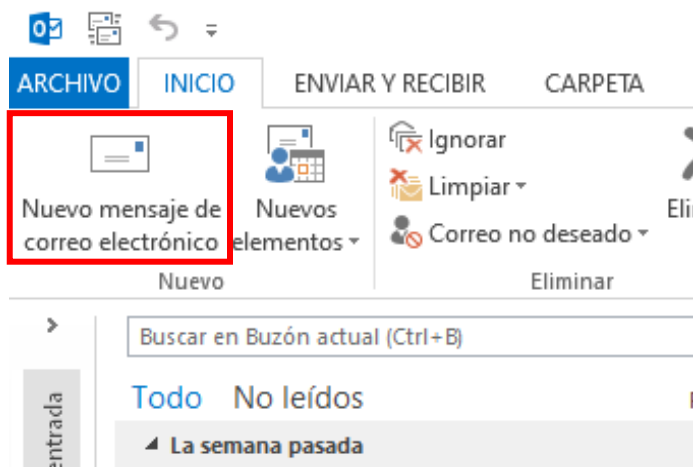 ARCHIVO INICIO ENVIAR Y RECIBIR CARPETA
Ignorar
Limpiar
Nuevo mensaje de
correo electrónico
Nuevos
elementos
Correo no deseado
Nuevo
Eliminar
Buscar en Buzón actual (Ctrl+B)
Todo No leídos
La semana pasada